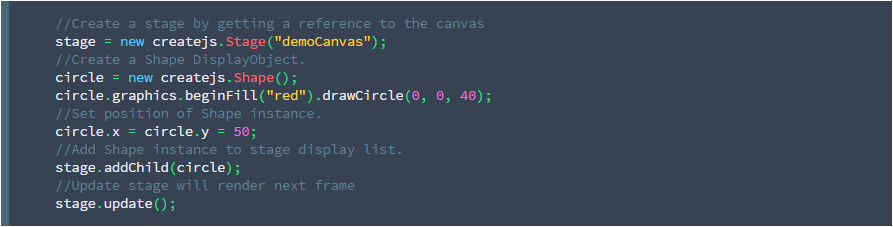 //Create a stage by getting a reference to the canvas
stage = new createjs.Stage("demoCanvas");
//Create a Shape DisplayObject.
circle = new createjs.Shape();
circle.graphics.beginFill("red").drawCircle(0, 0, 40);
//Set position of Shape instance.
circle.x = circle.y = 50;
//Add Shape instance to stage display list.
stage.addChild(circle);
//Update stage will render next frame
stage.update();